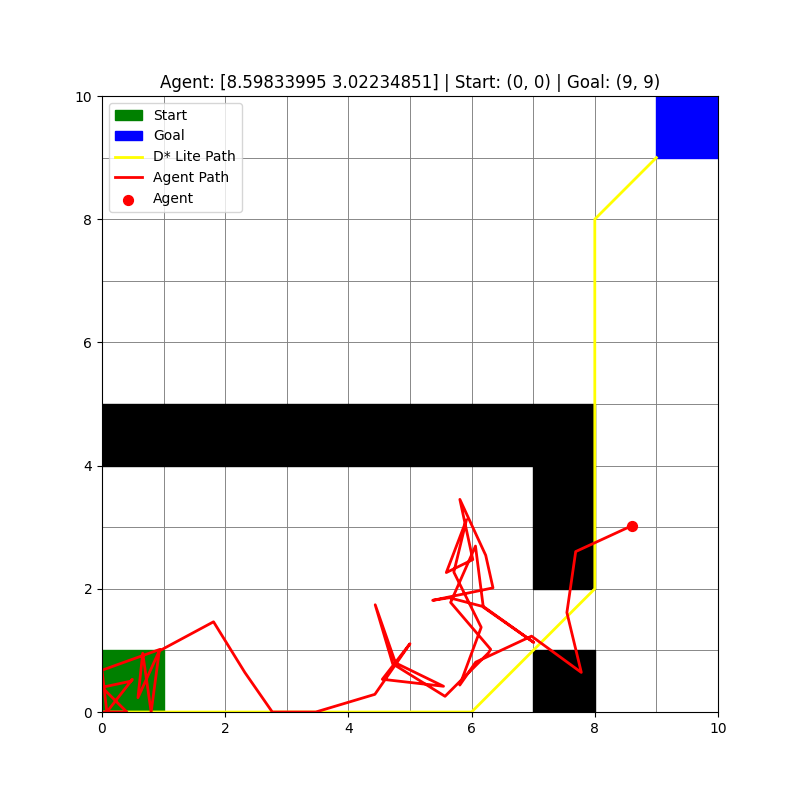 Agent: [8.59833995 3.02234851] | Start: (0, 0) | Goal: (9, 9)
Start
Goal
D* Lite Path
Agent Path
Agent
10
8
6
4
2
0
0 2 4 6 8 10